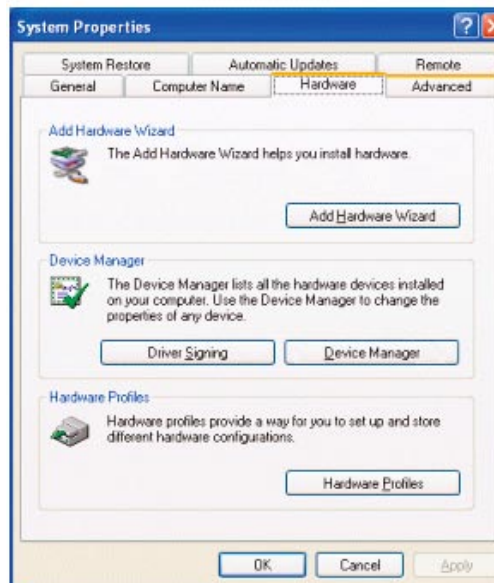 System Properties
System Restore Automatic Updates Remote
General Computer Name Hardware Advanced
Add Hardware Wizard
The Add Hardware Wizard helps you install hardware.
Add Hardware Wizard
Device Manager
The Device Manager lists all the hardware devices installed
on your computer. Use the Device Manager to change the
properties of any device.
Driver Signing Device Manager
Hardware Profiles
Hardware profiles provide a way for you to set up and store
different hardware configurations.
Hardware Profiles
OK Cancel Apply